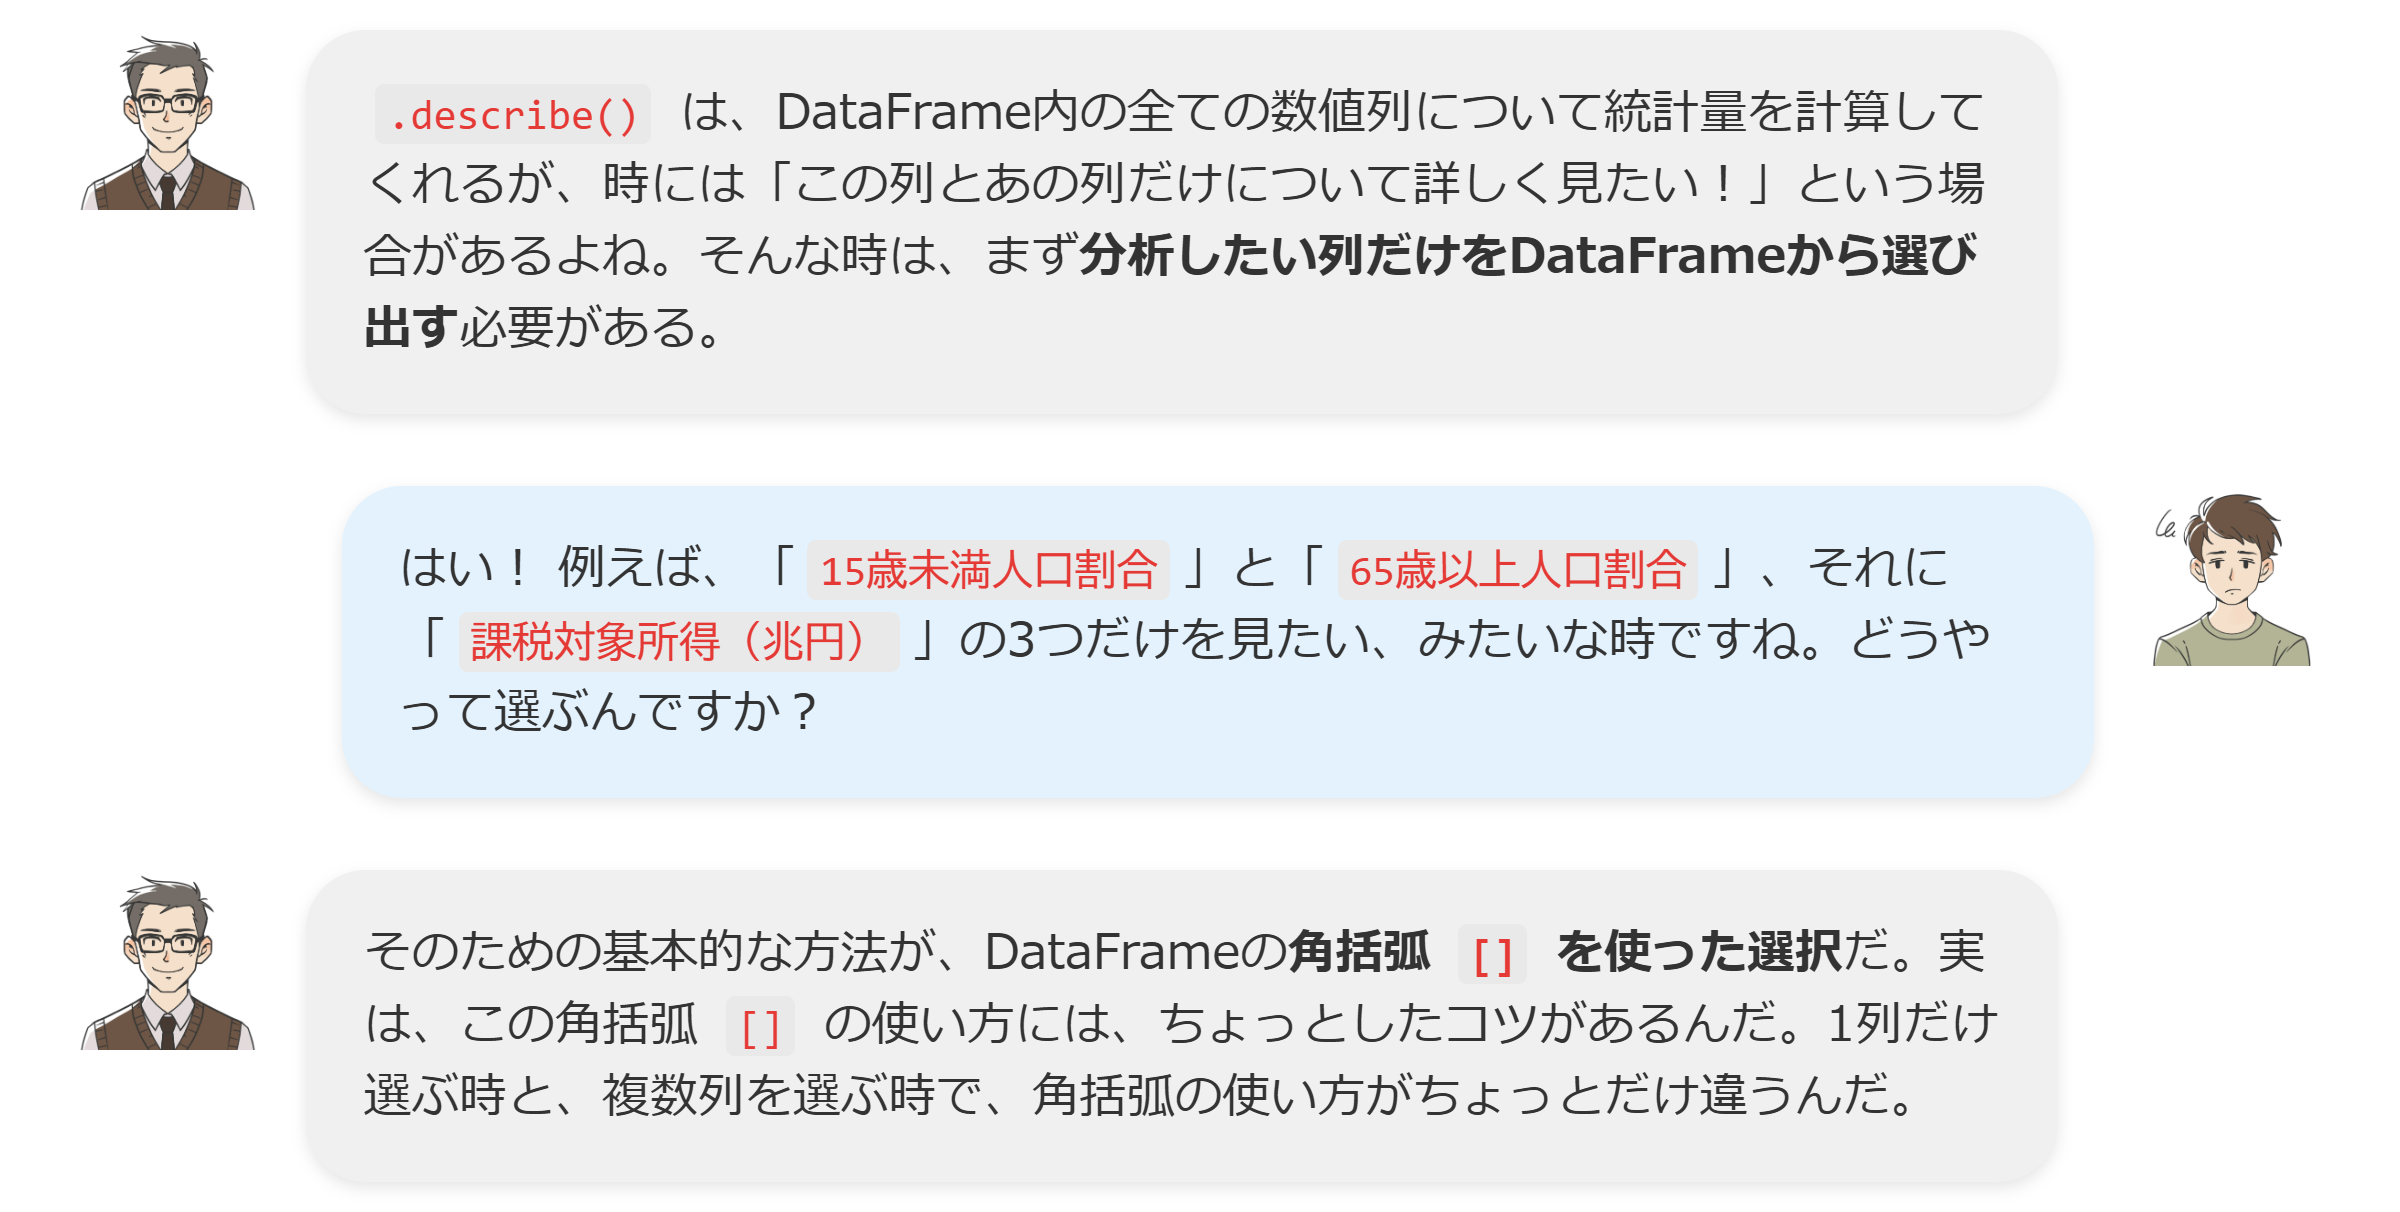 .describe() は、DataFrame内の全ての数値列について統計量を計算して
くれるが、時には「この列とあの列だけについて詳しく見たい！」という場
合があるよね。そんな時は、まず分析したい列だけをDataFrameから選び
出す必要がある。
はい！ 例えば、「 15歳未満人口割合 」と「 65歳以上人口割合 」、それに
「 課税対象所得（兆円） 」の3つだけを見たい、みたいな時ですね。どうや
って選ぶんですか？
そのための基本的な方法が、DataFrameの角括弧 [] を使った選択だ。実
は、この角括弧 [] の使い方には、ちょっとしたコツがあるんだ。1列だけ
選ぶ時と、複数列を選ぶ時で、角括弧の使い方がちょっとだけ違うんだ。